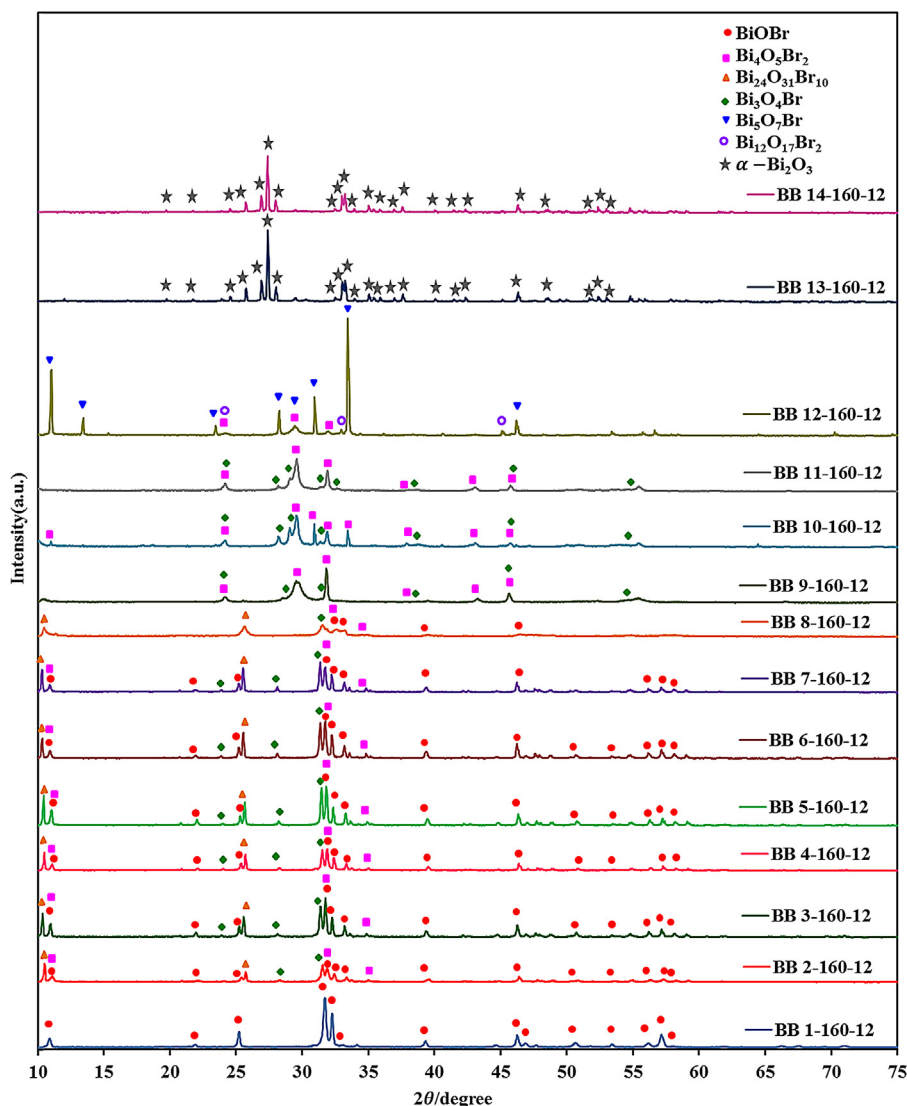 BiOBr
Bi₄O₅Br₂
Bi₂₄O₃₁Br₁₀
Bi₃O₄Br
Bi₅O₇Br
Bi₁₂O₁₇Br₂
α − Bi₂O₃
BB 14-160-12
BB 13-160-12
BB 12-160-12
BB 11-160-12
BB 10-160-12
BB 9-160-12
BB 8-160-12
BB 7-160-12
BB 6-160-12
BB 5-160-12
BB 4-160-12
BB 3-160-12
BB 2-160-12
BB 1-160-12
Intensity(a.u.)
10 15 20 25 30 35 40 45 50 55 60 65 70 75
2θ/degree